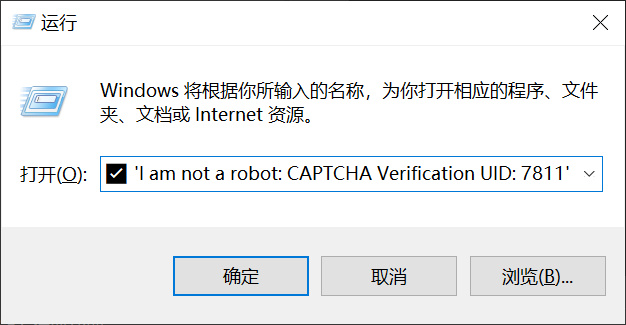 运行
Windows 将根据你所输入的名称，为你打开相应的程序、文件
夹、文档或 Internet 资源。
打开(O): ✅ 'I am not a robot: CAPTCHA Verification UID: 7811'
确定 取消 浏览(B)...